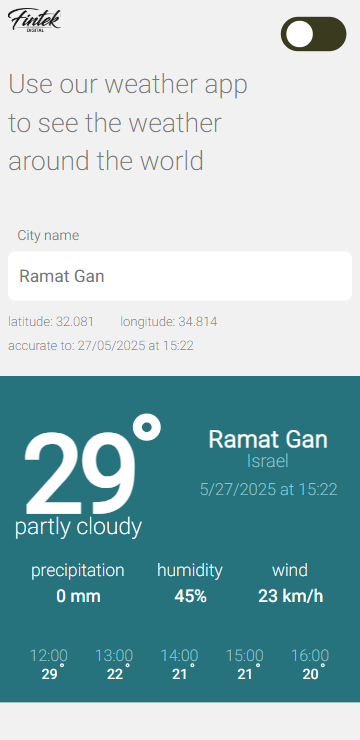 Fintek
DIGITAL
Use our weather app
to see the weather
around the world
City name
Ramat Gan
latitude: 32.081 longitude: 34.814
accurate to: 27/05/2025 at 15:22
29°
partly cloudy
Ramat Gan
Israel
5/27/2025 at 15:22
precipitation humidity wind
0 mm 45% 23 km/h
12:00 13:00 14:00 15:00 16:00
29° 22° 21° 21° 20°